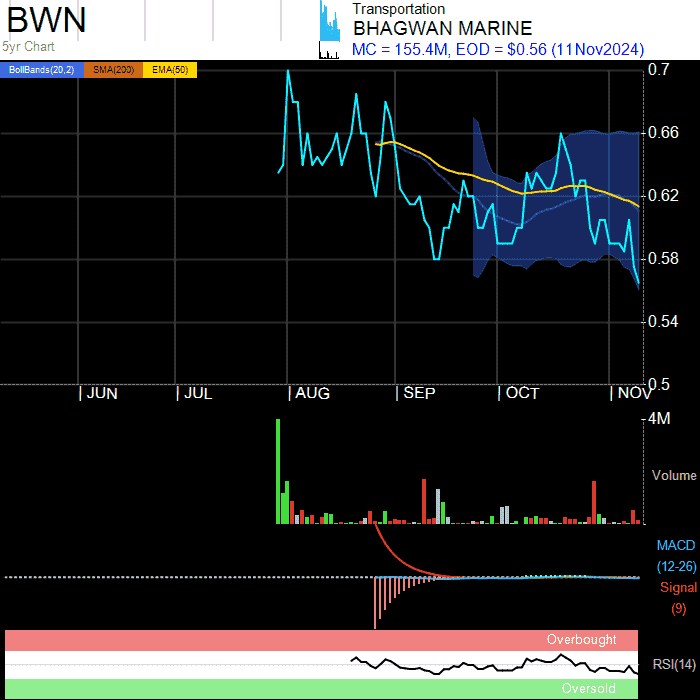 BWN
5yr Chart
Transportation
BHAGWAN MARINE
MC = 155.4M, EOD = $0.56 (11Nov2024)
BollBands(20,2) SMA(200) EMA(50)
0.7
0.66
0.62
0.58
0.54
0.5
JUN JUL AUG SEP OCT NOV
4M
Volume
MACD
(12-26)
Signal
(9)
Overbought
RSI(14)
Oversold